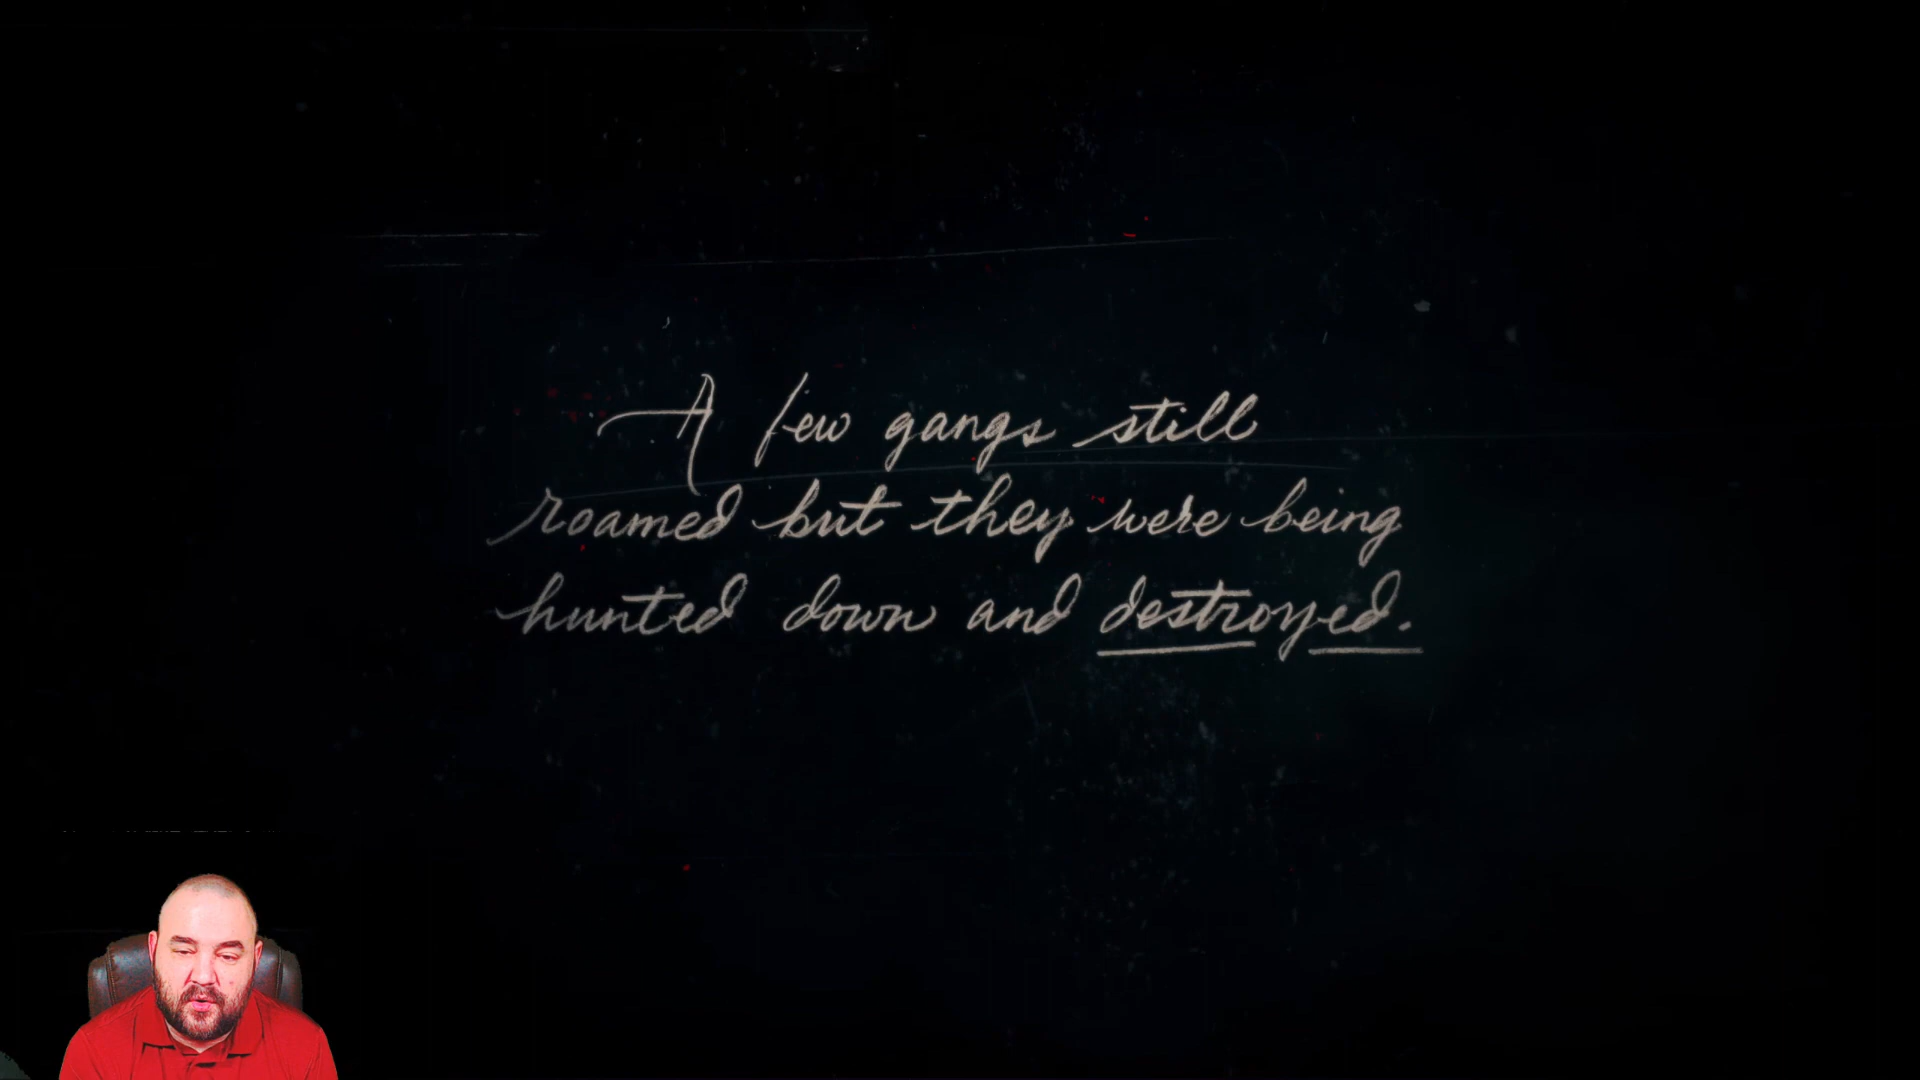 A few gangs still
roamed but they were being
hunted down and destroyed.